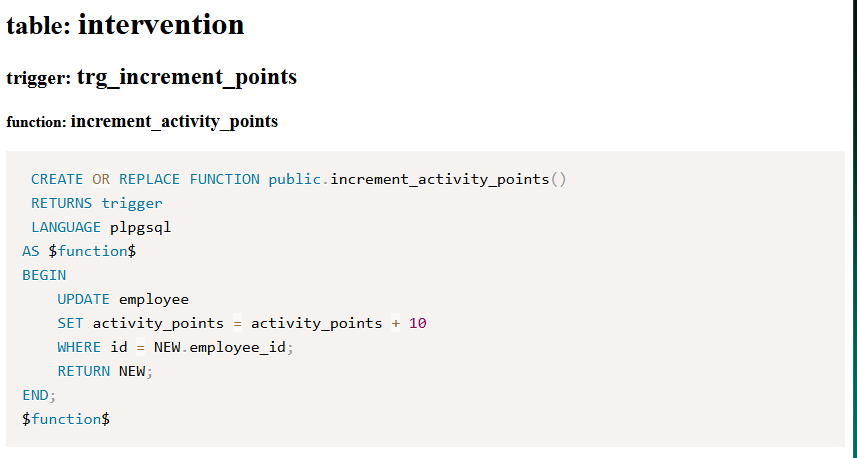 table: intervention
trigger: trg_increment_points
function: increment_activity_points
CREATE OR REPLACE FUNCTION public.increment_activity_points()
RETURNS trigger
LANGUAGE plpgsql
AS $function$
BEGIN
    UPDATE employee
    SET activity_points = activity_points + 10
    WHERE id = NEW.employee_id;
    RETURN NEW;
END;
$function$